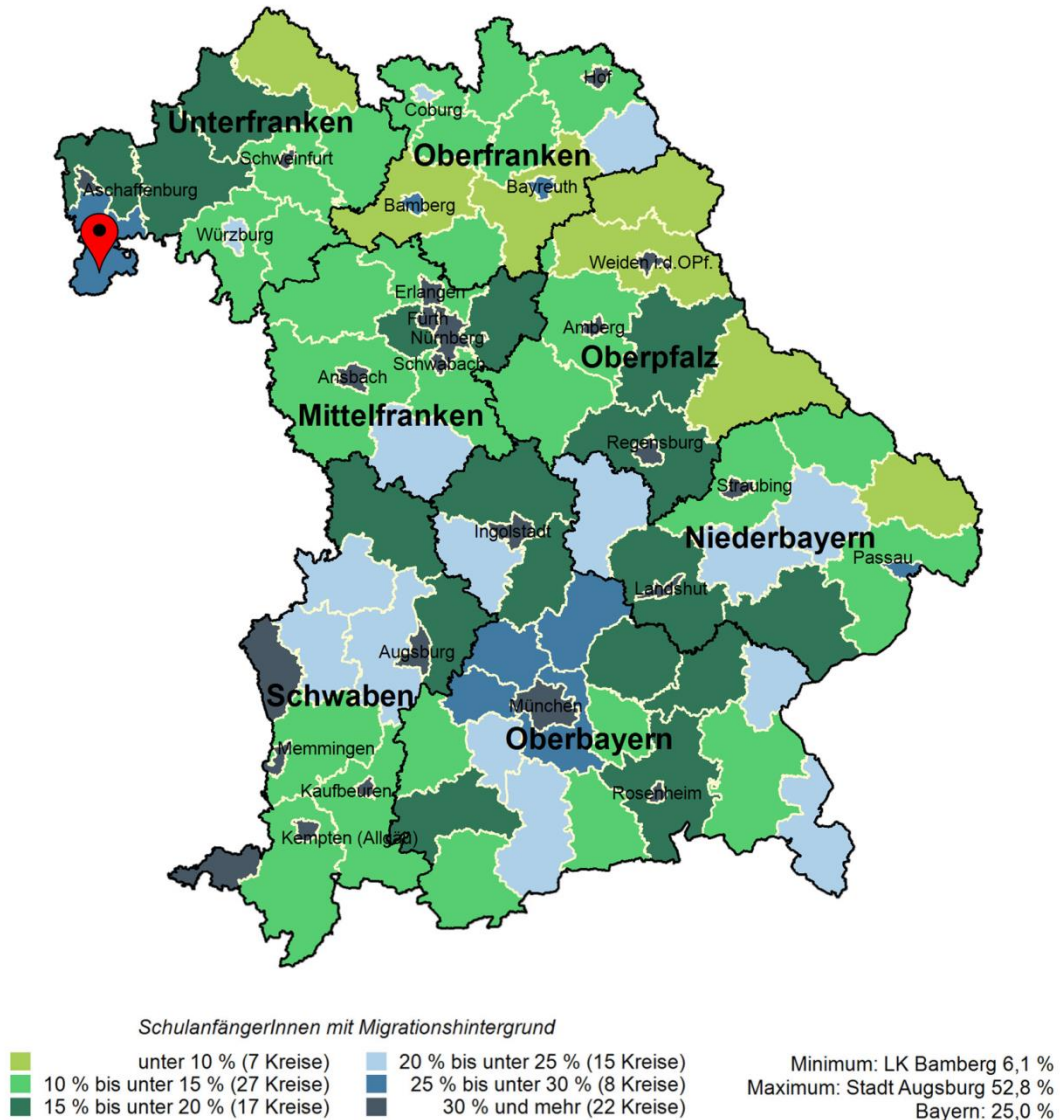 Hof
Coburg
Unterfranken
Schweinfurt
Oberfranken
Aschaffenburg
Bayreuth
Bamberg
Würzburg
Weiden i.d.OPf.
Erlangen
Fürth
Amberg
Nürnberg
Oberpfalz
Schwabach
Ansbach
Mittelfranken
Regensburg
Straubing
Ingolstadt
Niederbayern
Passau
Landshut
Augsburg
Schwaben
München
Oberbayern
Memmingen
Kaufbeuren
Rosenheim
Kempten (Allgäu)
SchulanfängerInnen mit Migrationshintergrund
unter 10 % (7 Kreise)
10 % bis unter 15 % (27 Kreise)
15 % bis unter 20 % (17 Kreise)
20 % bis unter 25 % (15 Kreise)
25 % bis unter 30 % (8 Kreise)
30 % und mehr (22 Kreise)
Minimum: LK Bamberg 6,1 %
Maximum: Stadt Augsburg 52,8 %
Bayern: 25,0 %